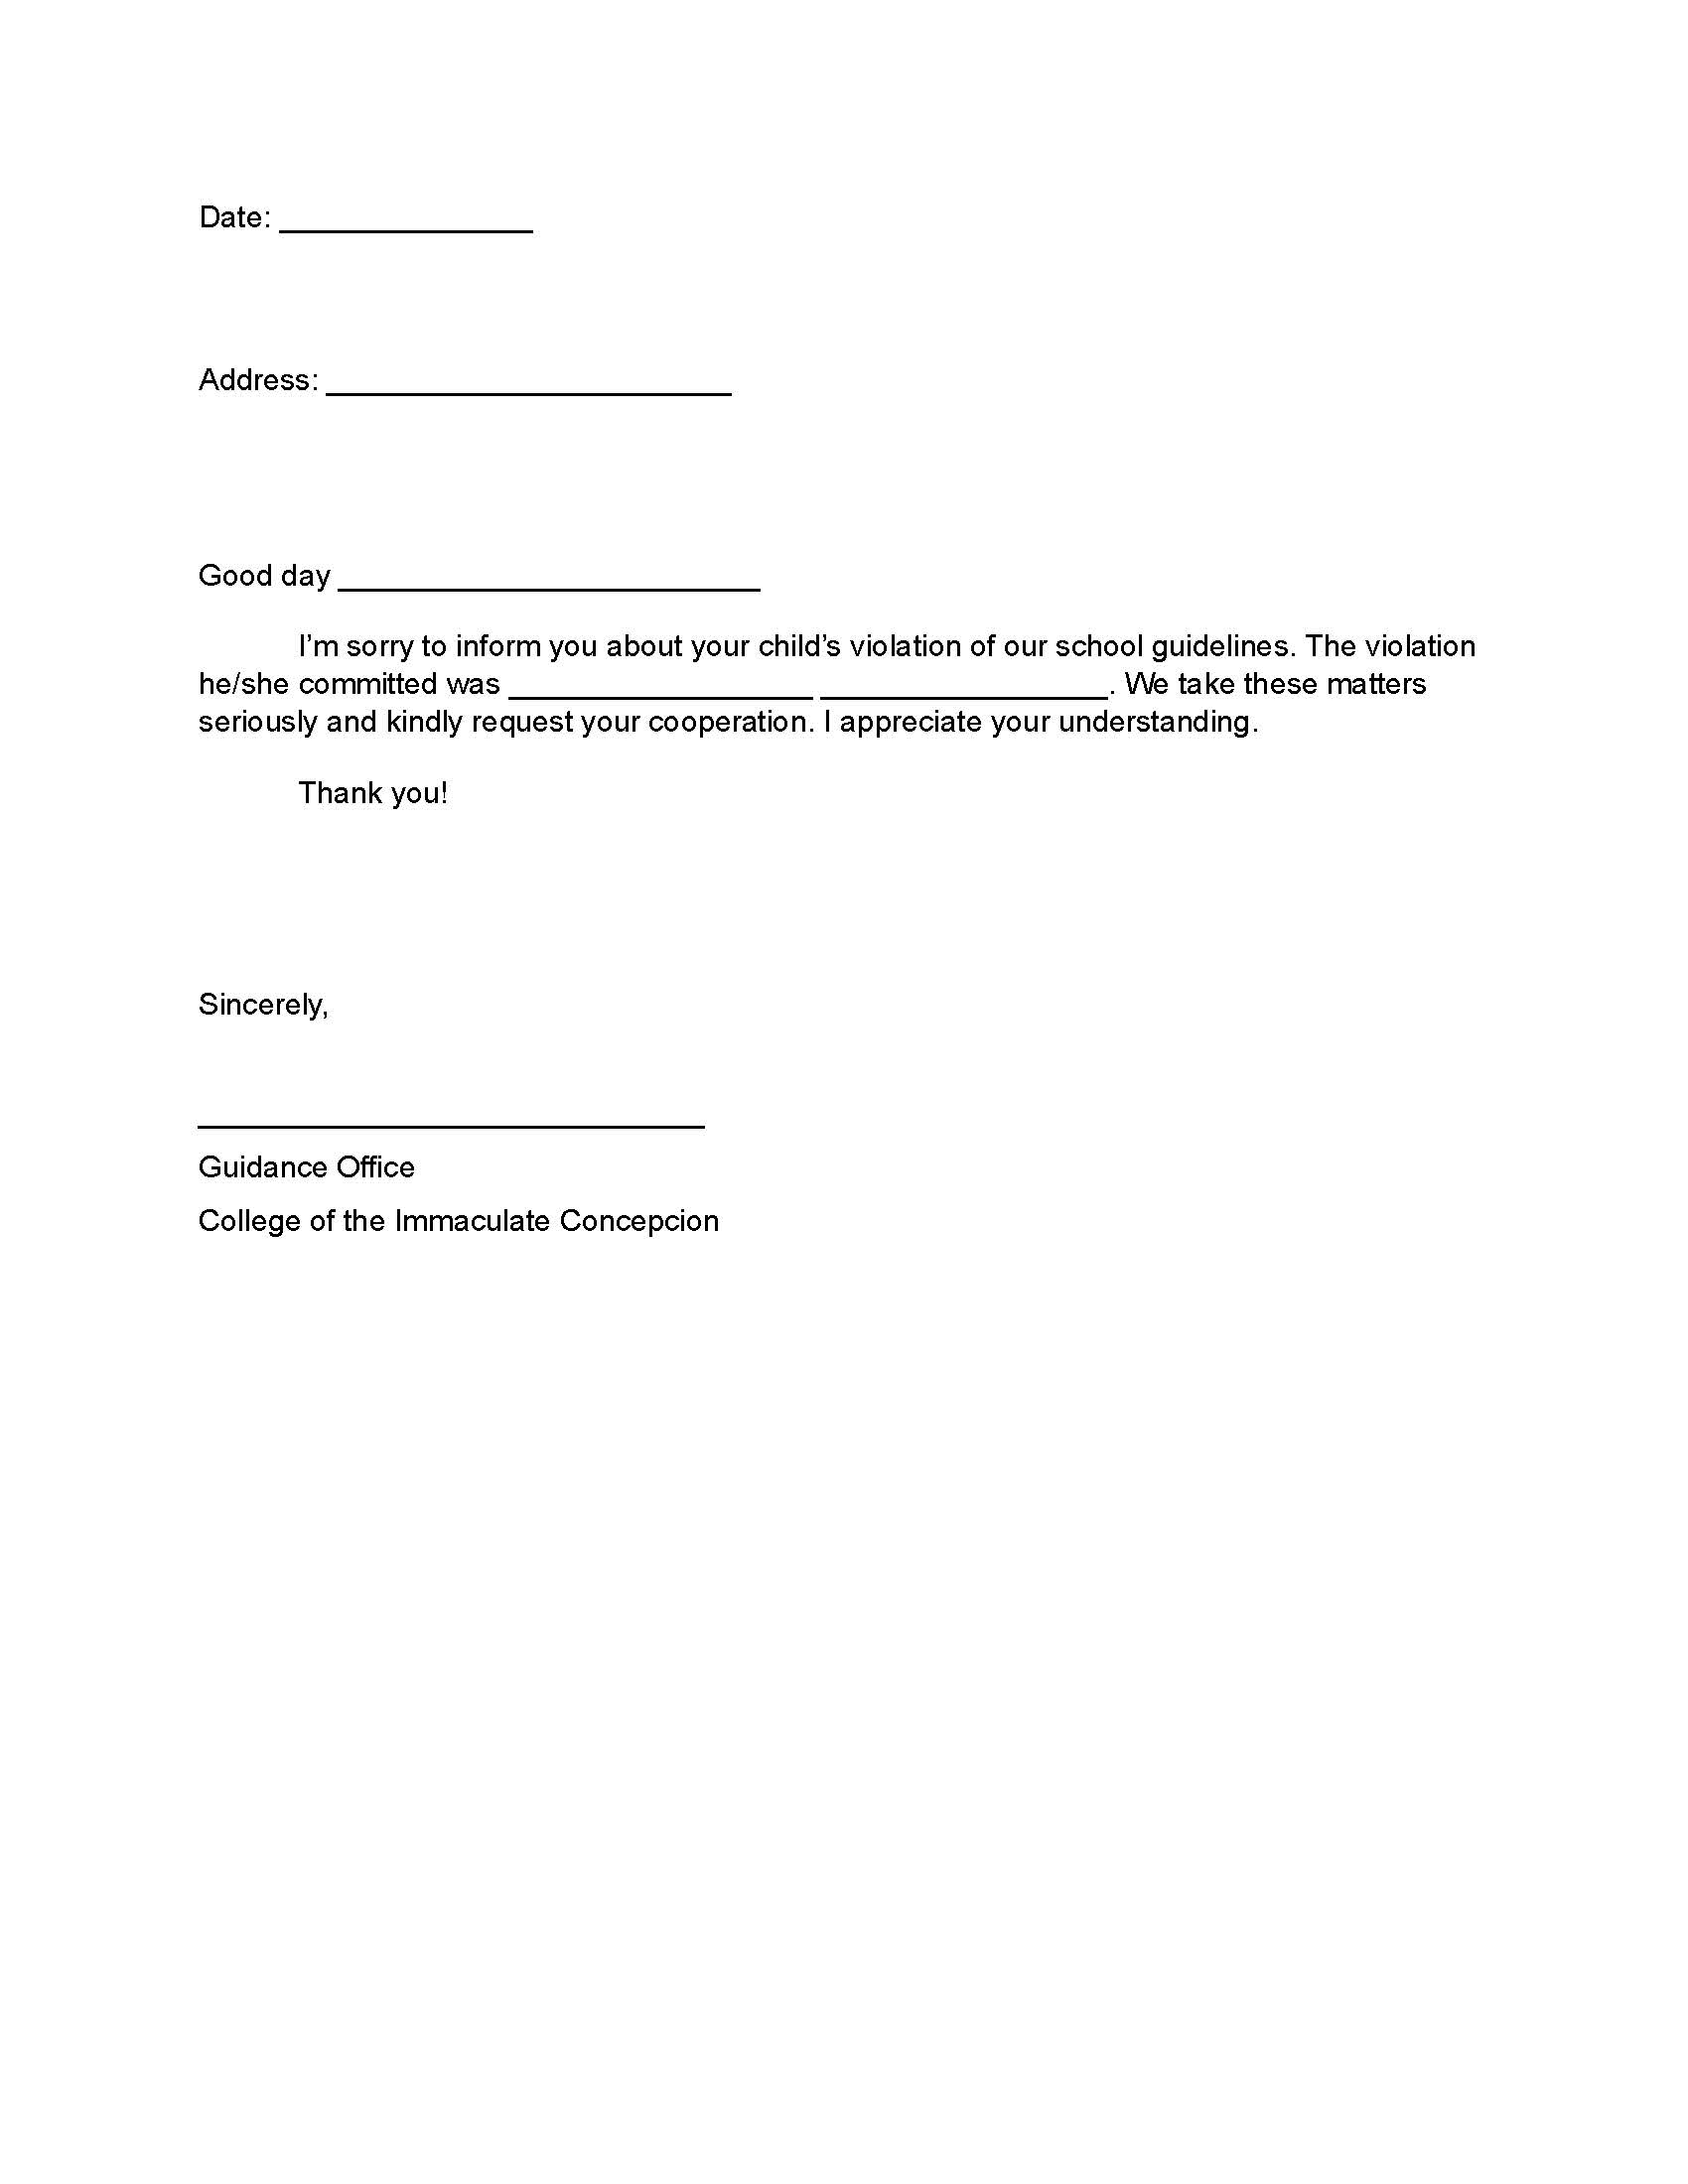 Date: _______________
Address: ________________________
Good day _________________________
I’m sorry to inform you about your child’s violation of our school guidelines. The violation
he/she committed was __________________ _________________. We take these matters
seriously and kindly request your cooperation. I appreciate your understanding.
Thank you!
Sincerely,
______________________________
Guidance Office
College of the Immaculate Concepcion